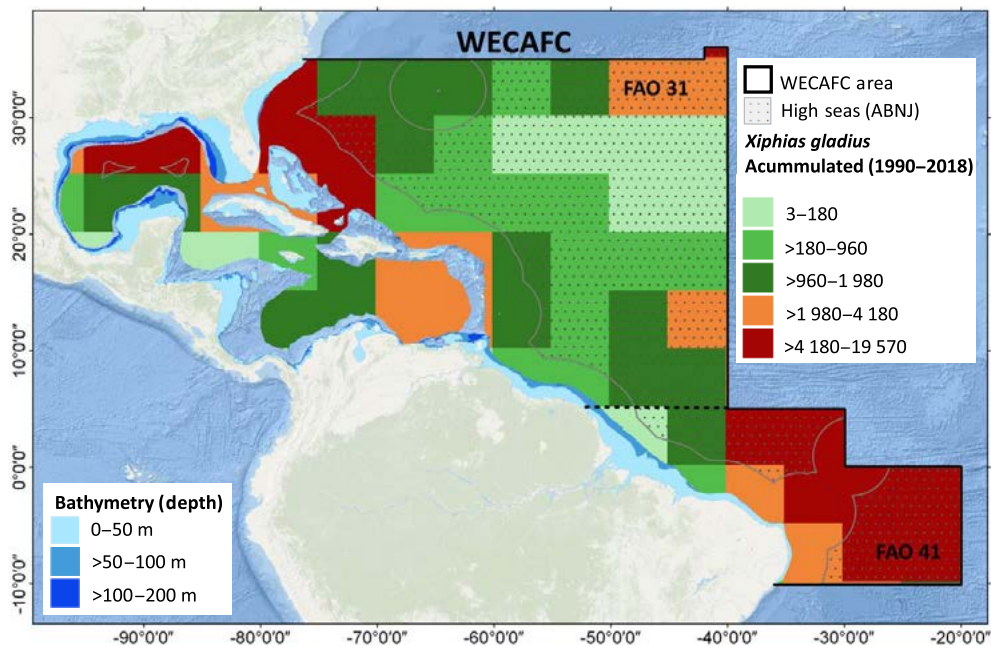 WECAFC
FAO 31
WECAFC area
High seas (ABNJ)
Xiphias gladius
Acummulated (1990–2018)
3–180
>180–960
>960–1 980
>1 980–4 180
>4 180–19 570
30°0'0"
20°0'0"
10°0'0"
0°0'0"
-10°0'0"
Bathymetry (depth)
0–50 m
>50–100 m
>100–200 m
FAO 41
-90°0'0" -80°0'0" -70°0'0" -60°0'0" -50°0'0" -40°0'0" -30°0'0" -20°0'0"